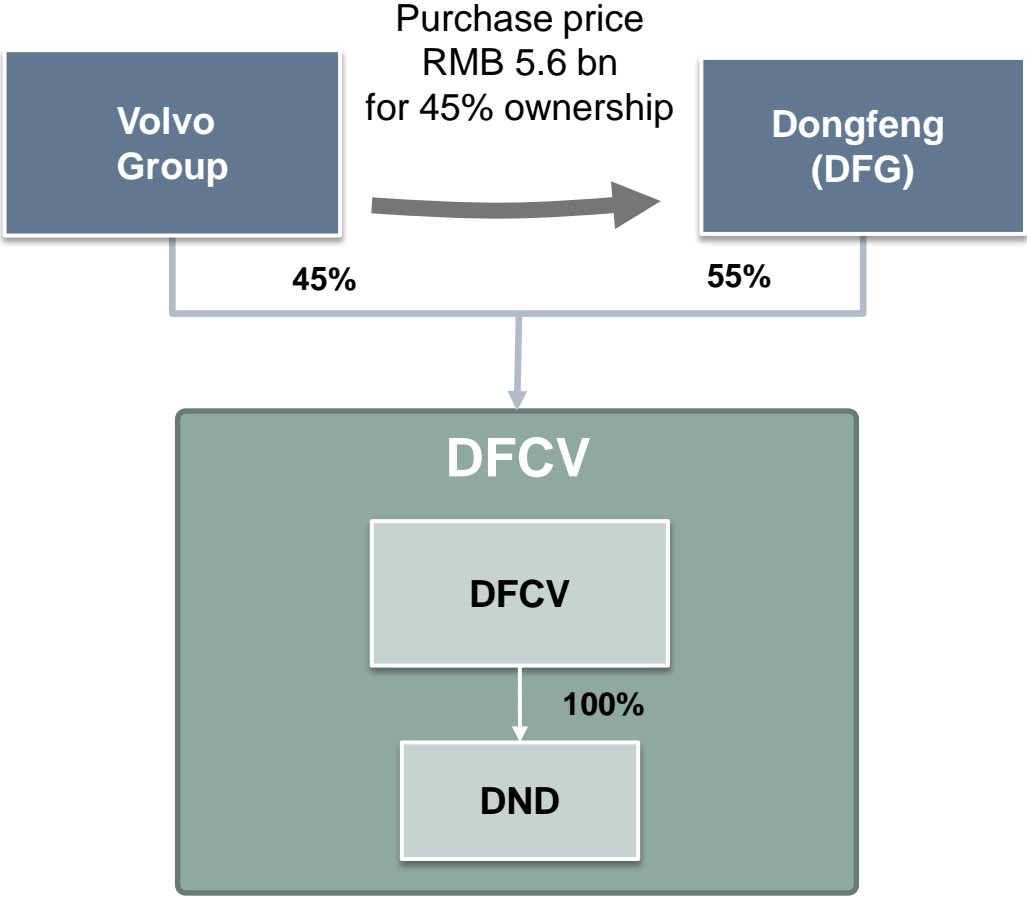 Purchase price
RMB 5.6 bn
for 45% ownership
Volvo
Group
Dongfeng
(DFG)
45%
55%
DFCV
DFCV
100%
DND